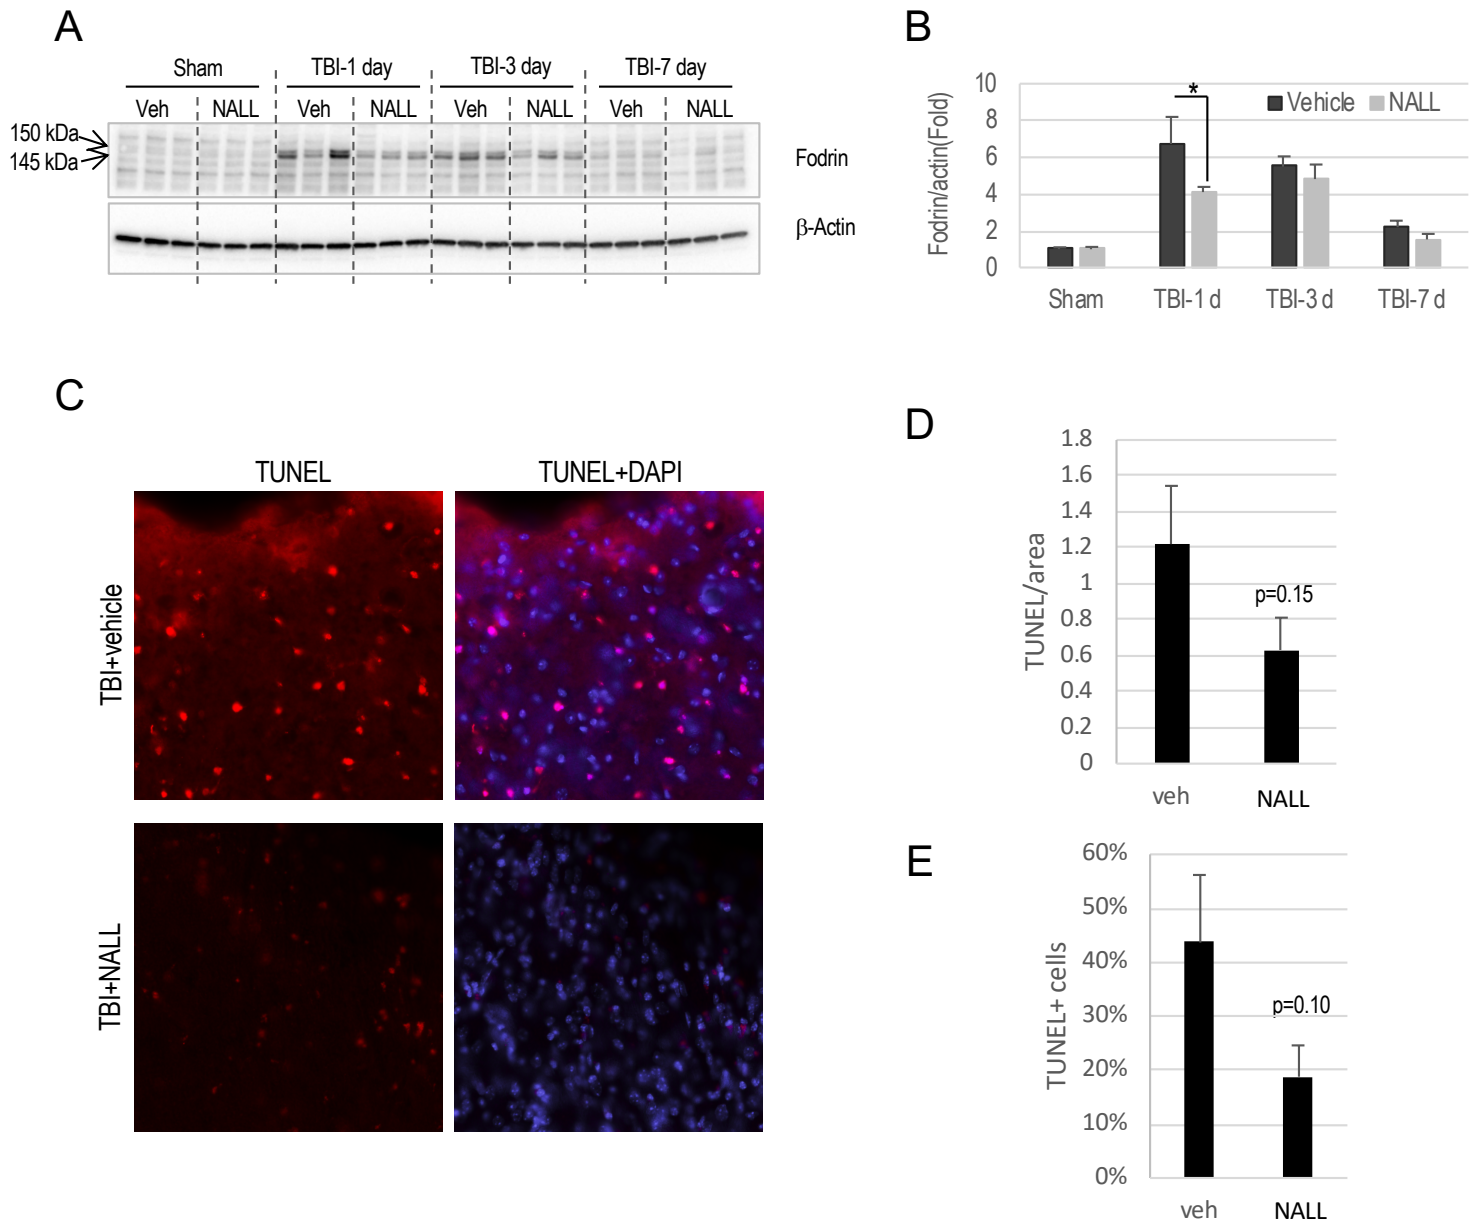 A
Sham TBI-1 day TBI-3 day TBI-7 day
Veh NALL Veh NALL Veh NALL Veh NALL
150 kDa
145 kDa
Fodrin
β-Actin
B
10
8
6
4
2
0
Fodrin/actin(Fold)
*
Vehicle NALL
Sham TBI-1 d TBI-3 d TBI-7 d
C
TUNEL TUNEL+DAPI
TBI+vehicle
TBI+NALL
D
1.8
1.6
1.4
1.2
1
0.8
0.6
0.4
0.2
0
TUNEL/area
p=0.15
veh NALL
E
60%
50%
40%
30%
20%
10%
0%
TUNEL+ cells
p=0.10
veh NALL